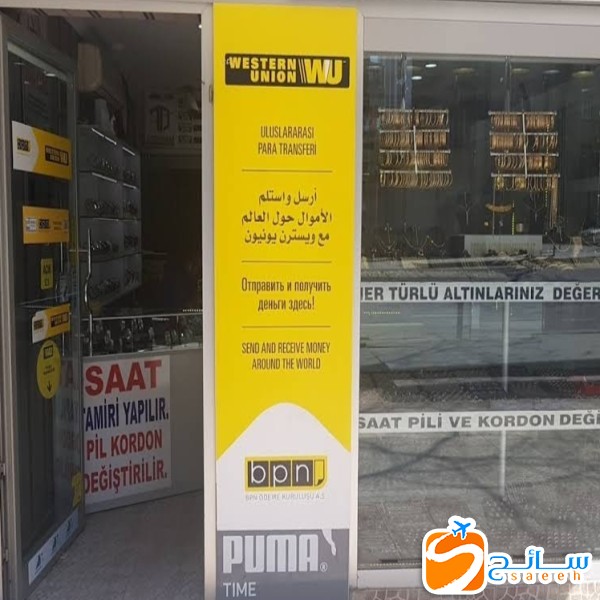 WESTERN
UNION WU
ULUSLARARASI
PARA TRANSFERI
أرسل واستلم
الأموال حول العالم
مع ويسترن يونيون
Отправить и получить
деньги здесь!
SEND AND RECEIVE MONEY
AROUND THE WORLD
bpn
BPN ÖDEME KURULUŞU A.Ş.
PUMA®
TIME
SAAT
TAMİRİ YAPILIR.
PİL KORDON
DEĞİŞTİRİLİR.
HER TÜRLÜ ALTINLARINIZ DEĞER
SAAT PİLİ VE KORDON DEĞİ
سائح
saeeh